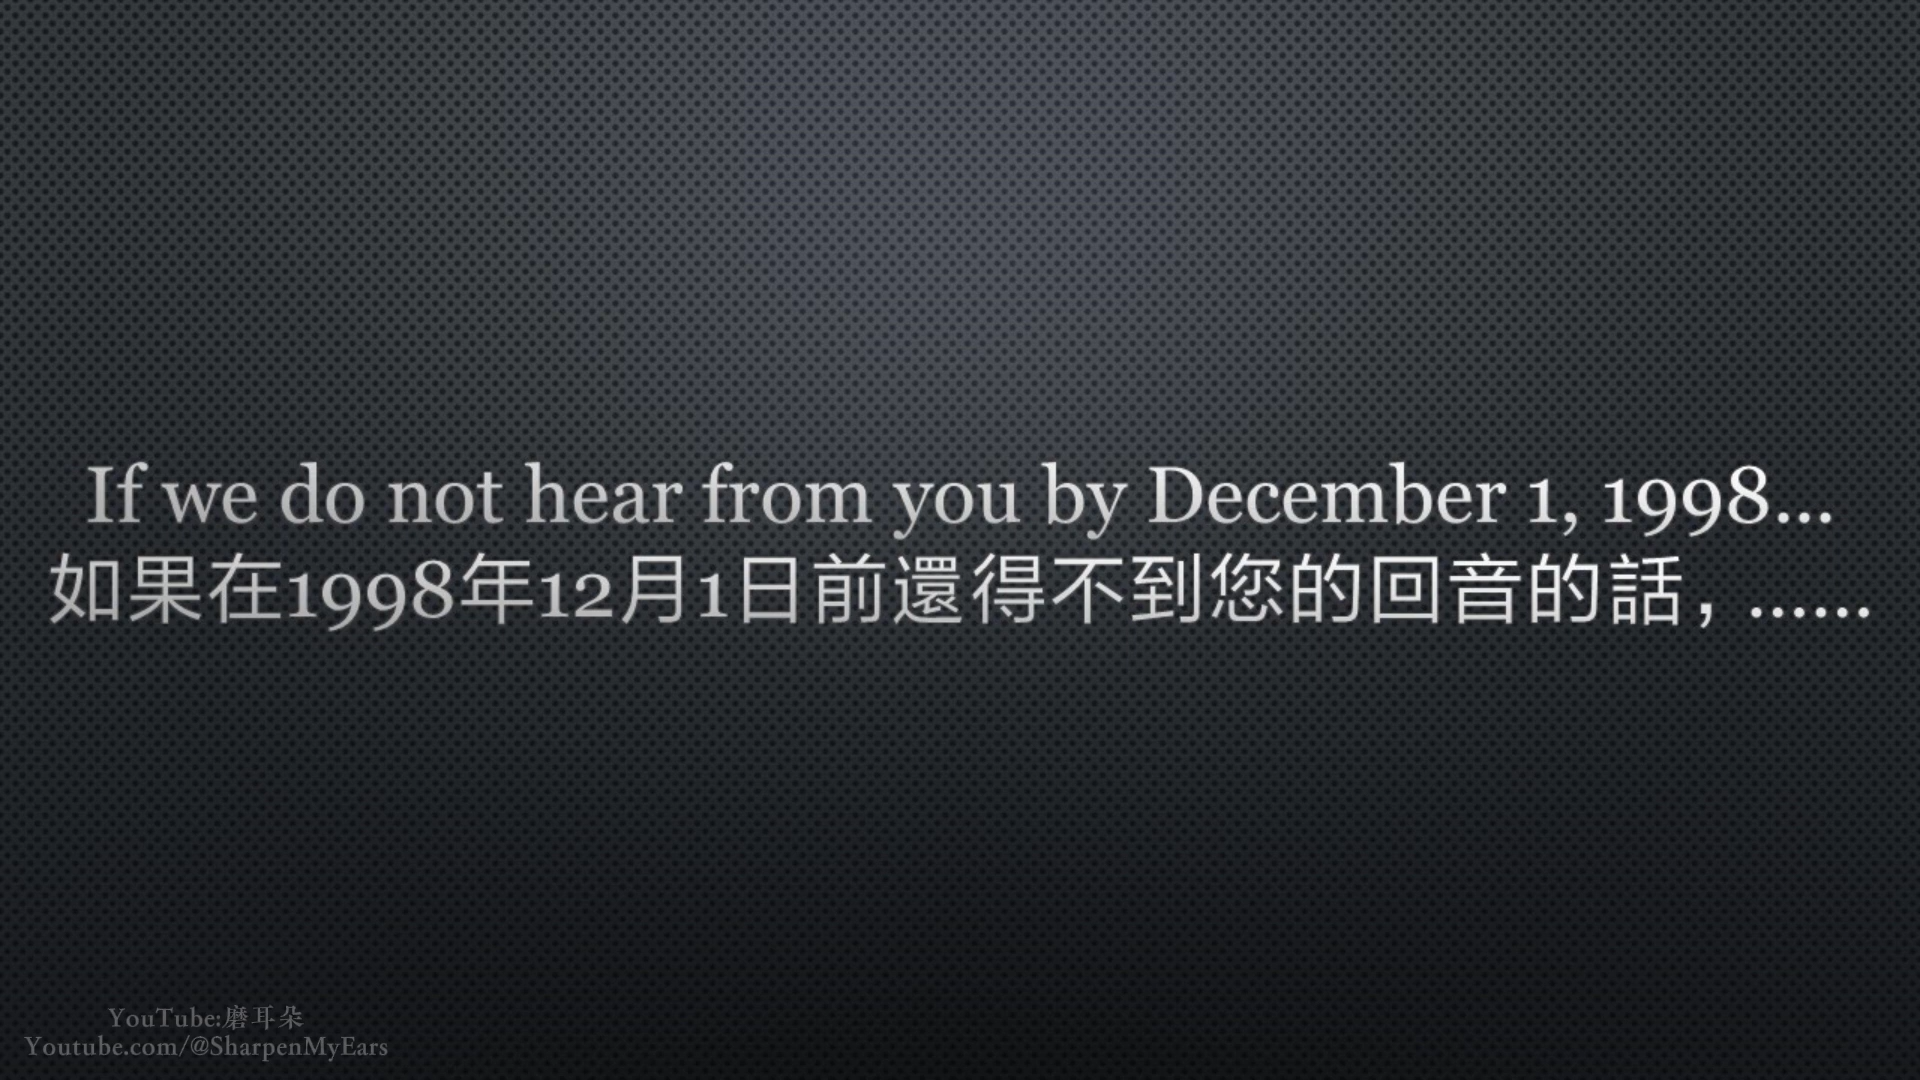 If we do not hear from you by December 1, 1998...
如果在1998年12月1日前還得不到您的回音的話，......
YouTube:磨耳朵
Youtube.com/@SharpenMyEars